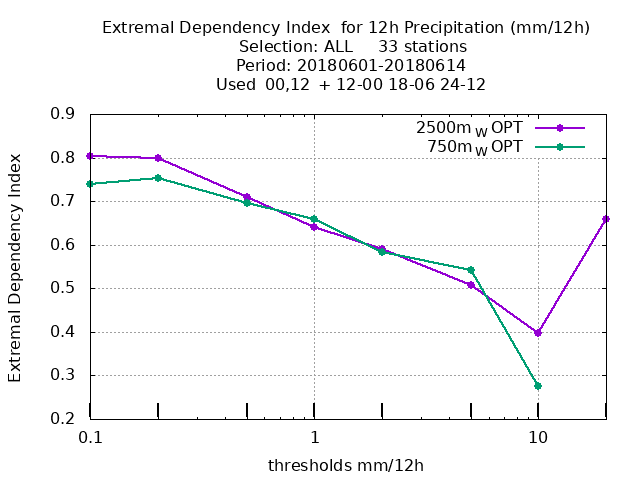 Extremal Dependency Index  for 12h Precipitation (mm/12h)
Selection: ALL     33 stations
Period: 20180601-20180614
Used  00,12  + 12-00 18-06 24-12
0.9
0.8
0.7
0.6
0.5
0.4
0.3
0.2
Extremal Dependency Index
2500m W OPT
750m W OPT
0.1
1
10
thresholds mm/12h